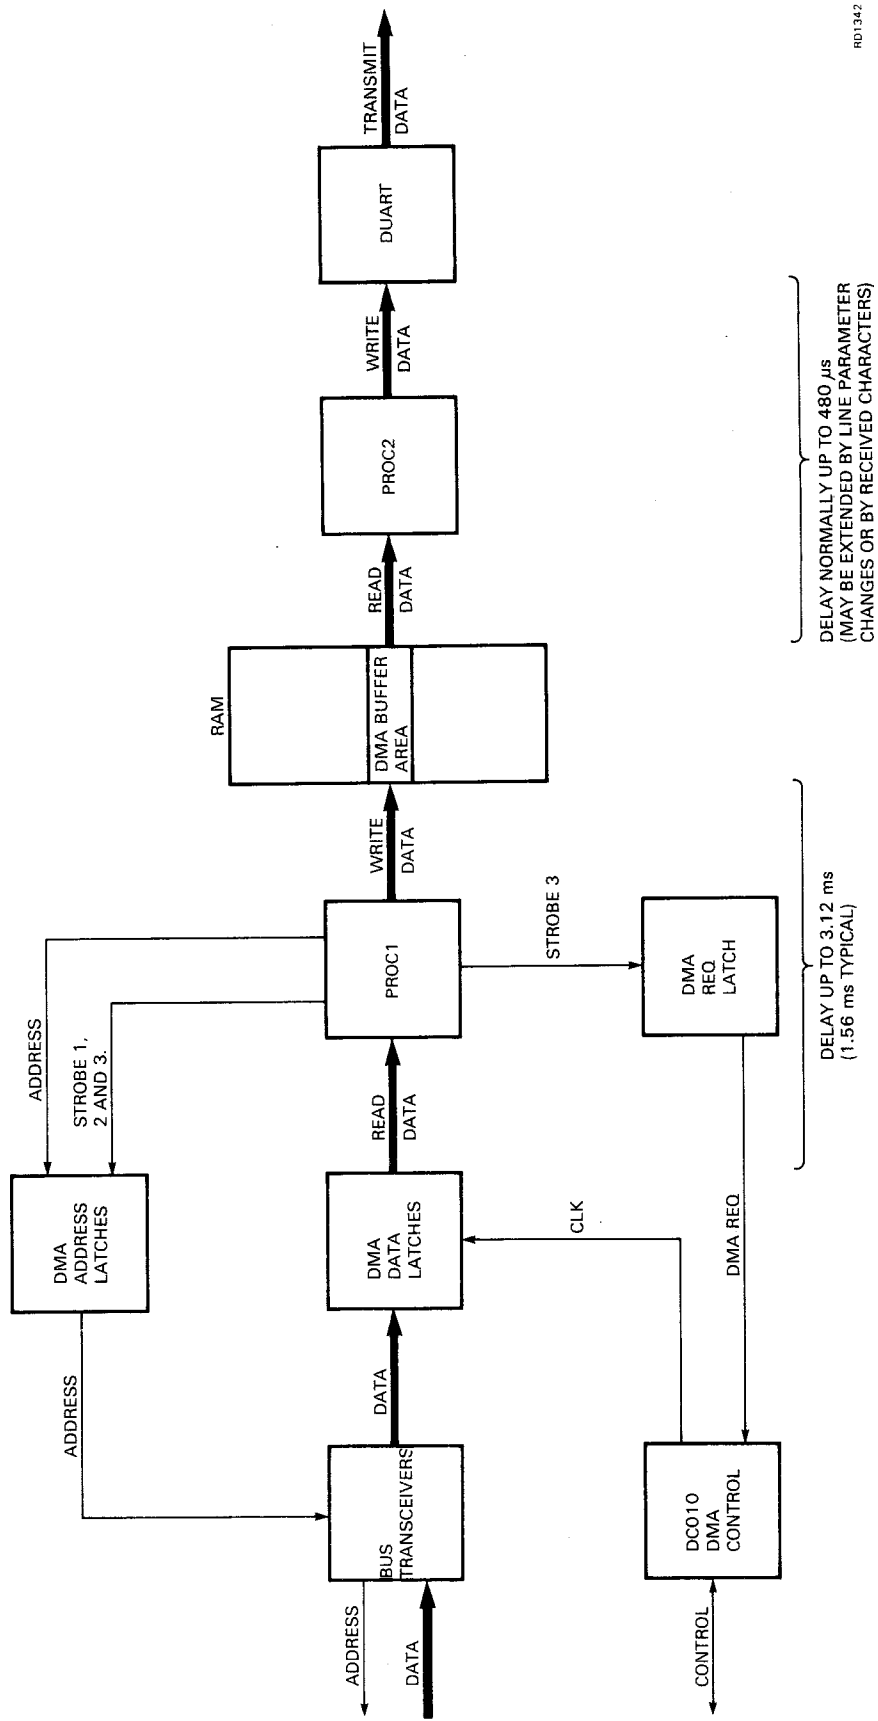 ADDRESS
DATA
CONTROL
BUS
TRANSCEIVERS
DC010
DMA
CONTROL
ADDRESS
DATA
DMA
ADDRESS
LATCHES
DMA
DATA
LATCHES
CLK
DMA REQ
ADDRESS
STROBE 1,
2 AND 3.
READ
DATA
PROC1
STROBE 3
DMA
REQ
LATCH
WRITE
DATA
DELAY UP TO 3.12 ms
(1.56 ms TYPICAL)
RAM
DMA BUFFER
AREA
READ
DATA
PROC2
WRITE
DATA
DUART
TRANSMIT
DATA
DELAY NORMALLY UP TO 480 µs
(MAY BE EXTENDED BY LINE PARAMETER
CHANGES OR BY RECEIVED CHARACTERS)
RD1342